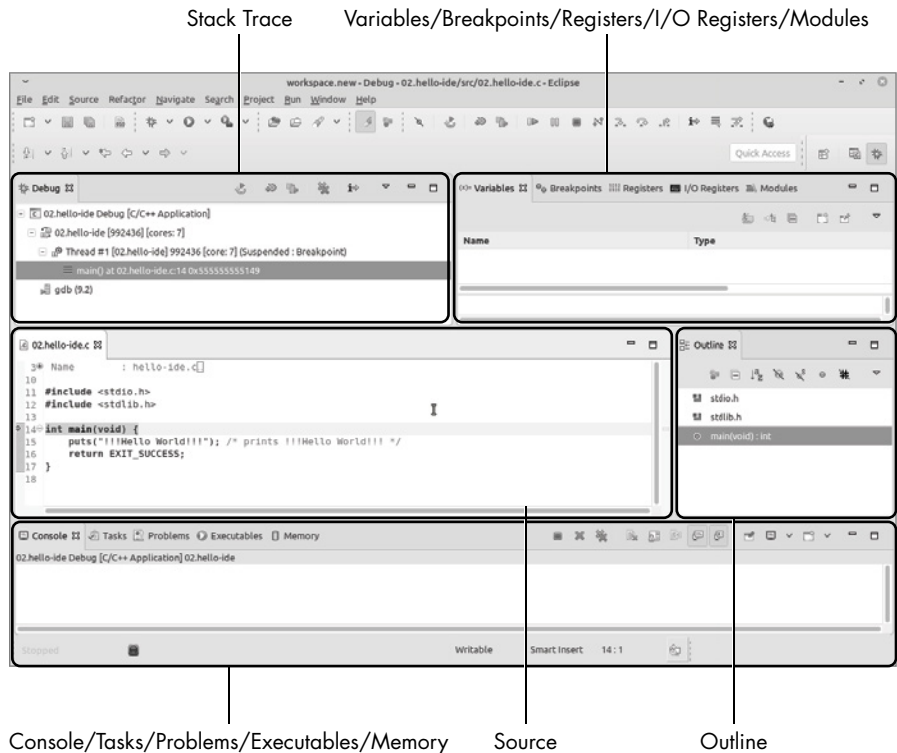 Stack Trace
Variables/Breakpoints/Registers/I/O Registers/Modules
workspace.new - Debug - 02.hello-ide/src/02.hello-ide.c - Eclipse
File Edit Source Refactor Navigate Search Project Run Window Help
Quick Access
Debug
02.hello-ide Debug [C/C++ Application]
02.hello-ide [992436] [cores: 7]
Thread #1 [02.hello-ide] 992436 [core: 7] (Suspended : Breakpoint)
main() at 02.hello-ide.c:14 0x555555555149
gdb (9.2)
(x)= Variables Breakpoints Registers I/O Registers Modules
Name Type
02.hello-ide.c
3 Name : hello-ide.c
10
11 #include <stdio.h>
12 #include <stdlib.h>
13
14 int main(void) {
15 puts("!!!Hello World!!!"); /* prints !!!Hello World!!! */
16 return EXIT_SUCCESS;
17 }
18
Outline
stdio.h
stdlib.h
main(void) : int
Console Tasks Problems Executables Memory
02.hello-ide Debug [C/C++ Application] 02.hello-ide
Stopped Writable Smart Insert 14 : 1
Console/Tasks/Problems/Executables/Memory
Source
Outline